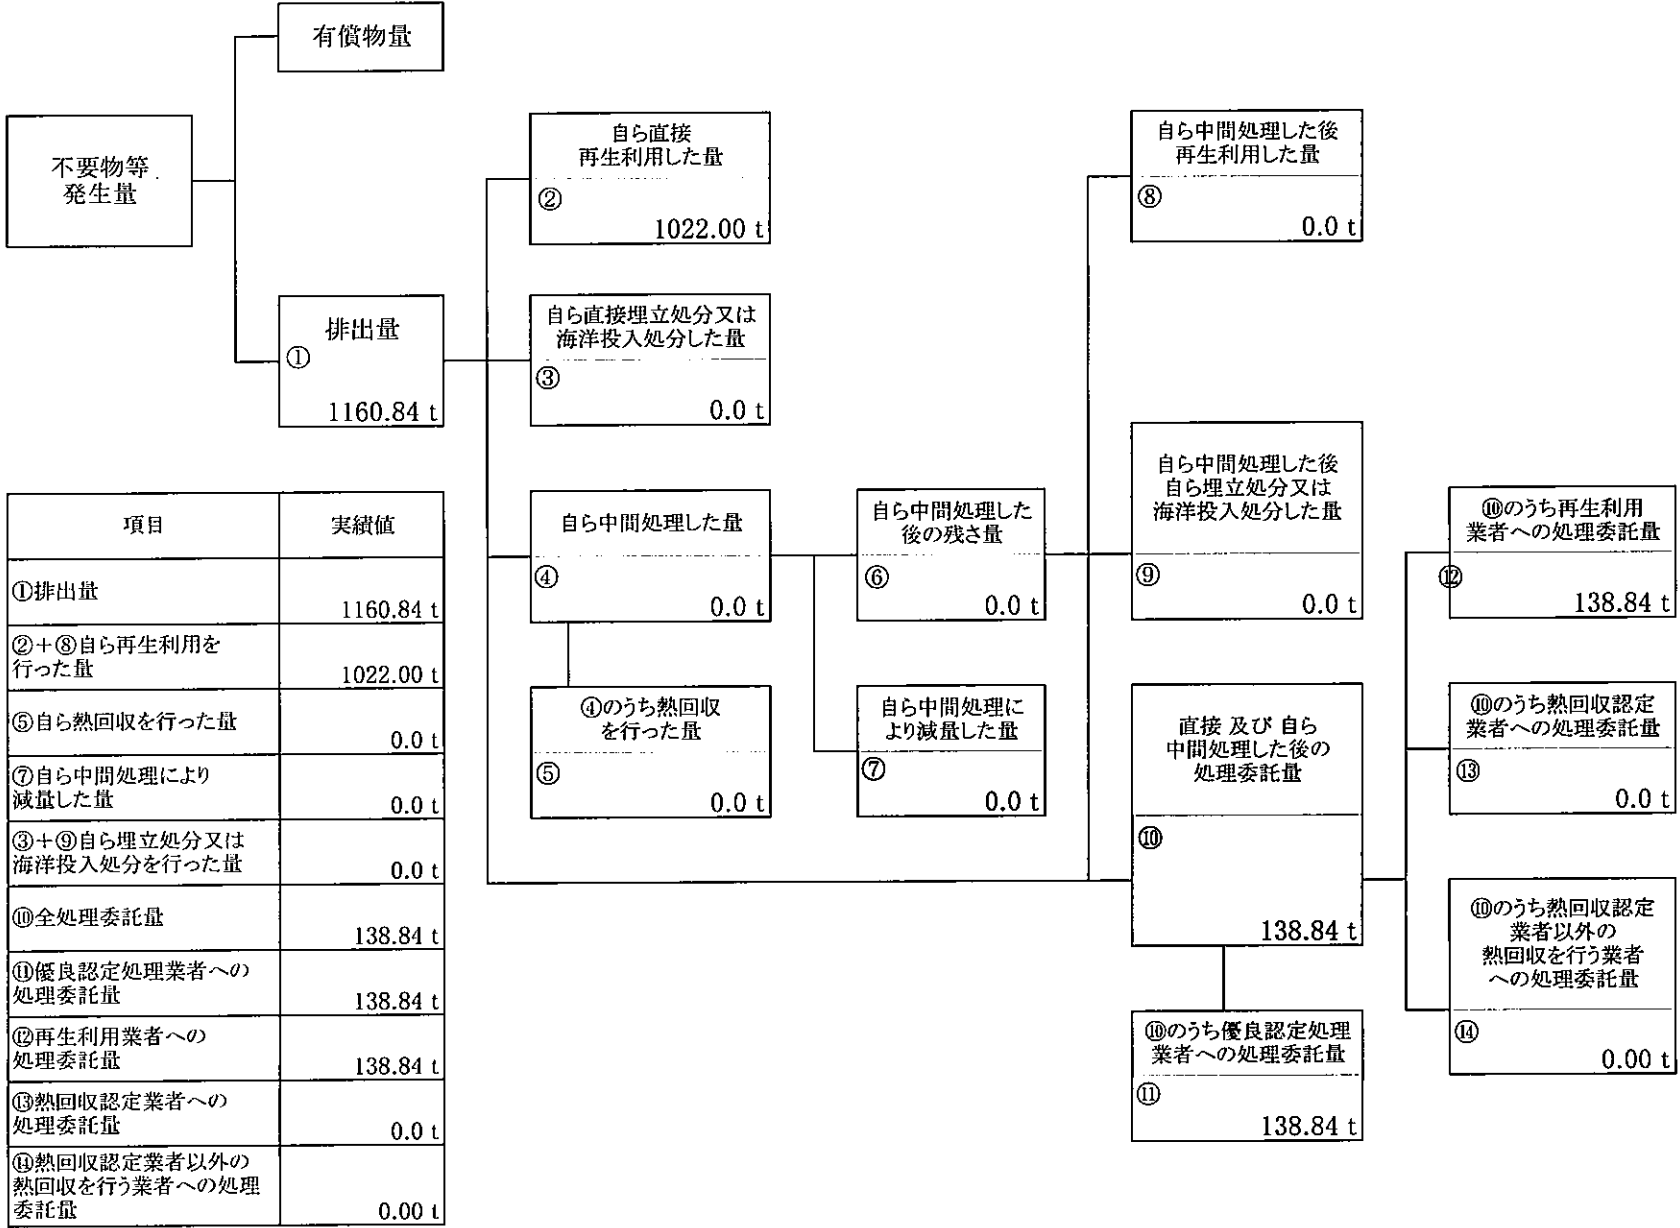 有償物量
不要物等
発生量
排出量
①
1160.84 t
自ら直接
再生利用した量
②
1022.00 t
自ら直接埋立処分又は
海洋投入処分した量
③
0.0 t
自ら中間処理した量
④
0.0 t
④のうち熱回収
を行った量
⑤
0.0 t
自ら中間処理した
後の残さ量
⑥
0.0 t
自ら中間処理に
より減量した量
⑦
0.0 t
自ら中間処理した後
再生利用した量
⑧
0.0 t
自ら中間処理した後
自ら埋立処分又は
海洋投入処分した量
⑨
0.0 t
直接 及び 自ら
中間処理した後の
処理委託量
⑩
138.84 t
⑩のうち優良認定処理
業者への処理委託量
⑪
138.84 t
⑩のうち再生利用
業者への処理委託量
⑫
138.84 t
⑩のうち熱回収認定
業者への処理委託量
⑬
0.0 t
⑩のうち熱回収認定
業者以外の
熱回収を行う業者
への処理委託量
⑭
0.00 t
項目 実績値
①排出量
1160.84 t
②+⑧自ら再生利用を
行った量
1022.00 t
⑤自ら熱回収を行った量
0.0 t
⑦自ら中間処理により
減量した量
0.0 t
③+⑨自ら埋立処分又は
海洋投入処分を行った量
0.0 t
⑩全処理委託量
138.84 t
⑪優良認定処理業者への
処理委託量
138.84 t
⑫再生利用業者への
処理委託量
138.84 t
⑬熱回収認定業者への
処理委託量
0.0 t
⑭熱回収認定業者以外の
熱回収を行う業者への処理
委託量
0.00 t